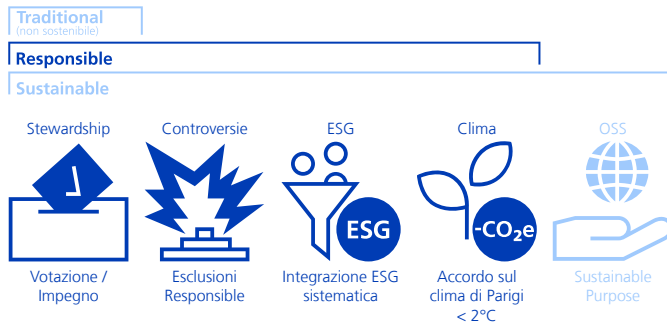 Traditional
(non sostenibile)
Responsible
Sustainable
Stewardship
Controversie
ESG
Clima
OSS
ESG
-CO₂e
Votazione /
Impegno
Esclusioni
Responsible
Integrazione ESG
sistematica
Accordo sul
clima di Parigi
< 2°C
Sustainable
Purpose